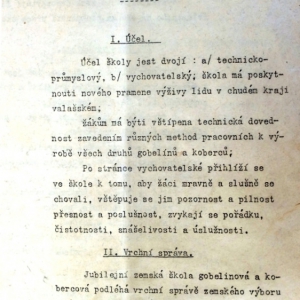 I. Účel.
Účel školy jest dvojí : a/ technicko-
průmyslový, b/ vychovatelský; škola má poskyt-
nouti nového pramene výživy lidu v chudém kraji
valašském;
Žákům má býti vštípena technická doved-
nost zavedením různých method pracovních k vý-
robě všech druhů gobelínů a koberců;
Po stránce vychovatelské přihlíží se
ve škole k tomu, aby žáci mravně a slušně se
chovali, vštěpuje se jim pozornost a pilnost
přesnost a poslušnost, zvykají se pořádku,
čistotnosti, snášelivosti a úslužnosti.
II. Vrchní správa.
Jubilejní zemská škola gobelinová a ko-
bercová podléhá vrchní správě zemského výboru